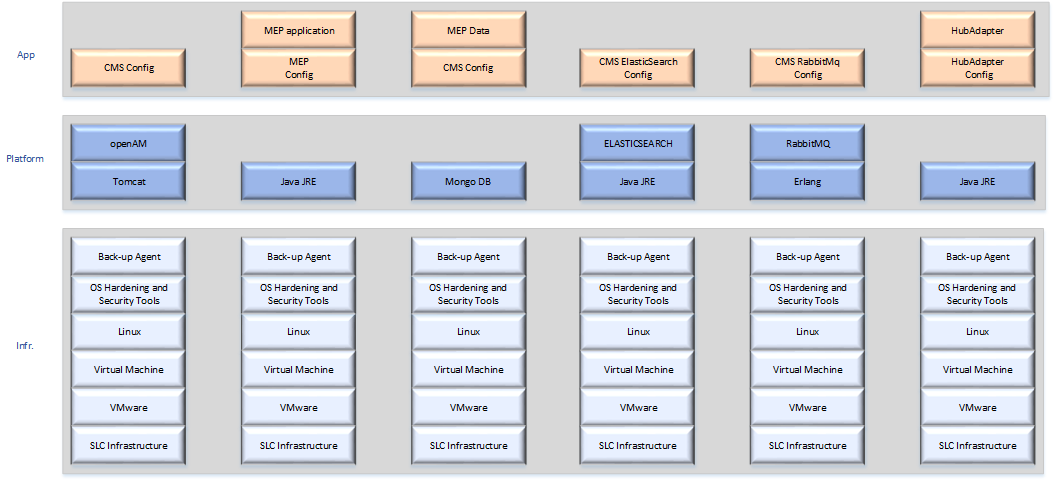 App
MEP application
MEP Data
HubAdapter
CMS Config
MEP
Config
CMS Config
CMS ElasticSearch
Config
CMS RabbitMq
Config
HubAdapter
Config
Platform
openAM
ELASTICSEARCH
RabbitMQ
Tomcat
Java JRE
Mongo DB
Java JRE
Erlang
Java JRE
Infr.
Back-up Agent
Back-up Agent
Back-up Agent
Back-up Agent
Back-up Agent
Back-up Agent
OS Hardening and
Security Tools
OS Hardening and
Security Tools
OS Hardening and
Security Tools
OS Hardening and
Security Tools
OS Hardening and
Security Tools
OS Hardening and
Security Tools
Linux
Linux
Linux
Linux
Linux
Linux
Virtual Machine
Virtual Machine
Virtual Machine
Virtual Machine
Virtual Machine
Virtual Machine
VMware
VMware
VMware
VMware
VMware
VMware
SLC Infrastructure
SLC Infrastructure
SLC Infrastructure
SLC Infrastructure
SLC Infrastructure
SLC Infrastructure